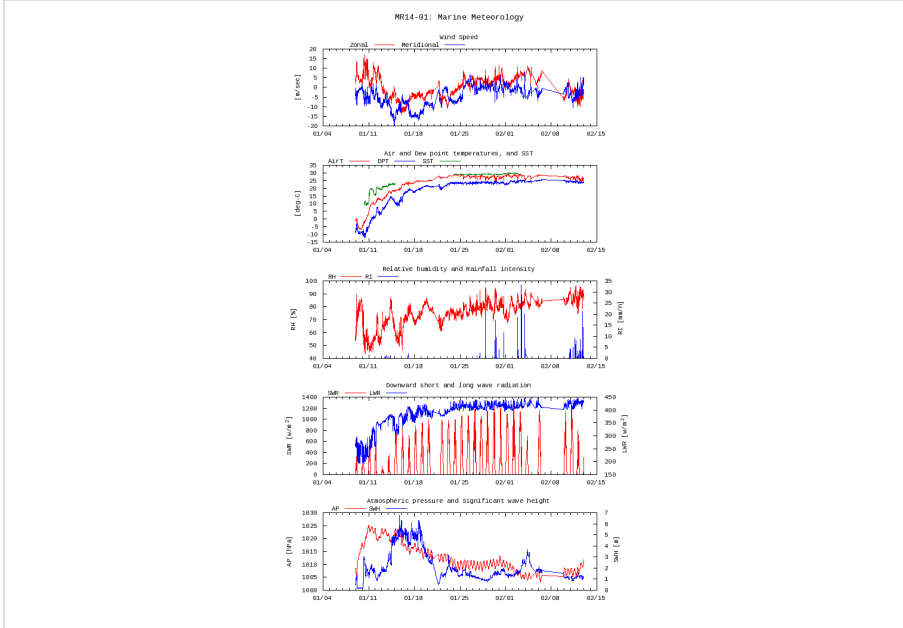 MR14-01: Marine Meteorology
Wind Speed
Zonal Meridional
20
15
10
5
0
-5
-10
-15
-20
[m/sec]
01/04 01/11 01/18 01/25 02/01 02/08 02/15
Air and Dew point temperatures, and SST
AirT DPT SST
35
30
25
20
15
10
5
0
-5
-10
-15
[deg-C]
01/04 01/11 01/18 01/25 02/01 02/08 02/15
Relative humidity and Rainfall intensity
RH RI
100
90
80
70
60
50
40
RH [%]
35
30
25
20
15
10
5
0
RI [mm/h]
01/04 01/11 01/18 01/25 02/01 02/08 02/15
Downward short and long wave radiation
SWR LWR
1400
1200
1000
800
600
400
200
0
SWR [w/m²]
450
400
350
300
250
200
150
LWR [w/m²]
01/04 01/11 01/18 01/25 02/01 02/08 02/15
Atmospheric pressure and Significant wave height
AP SWH
1030
1025
1020
1015
1010
1005
1000
AP [hPa]
7
6
5
4
3
2
1
0
SWH [m]
01/04 01/11 01/18 01/25 02/01 02/08 02/15